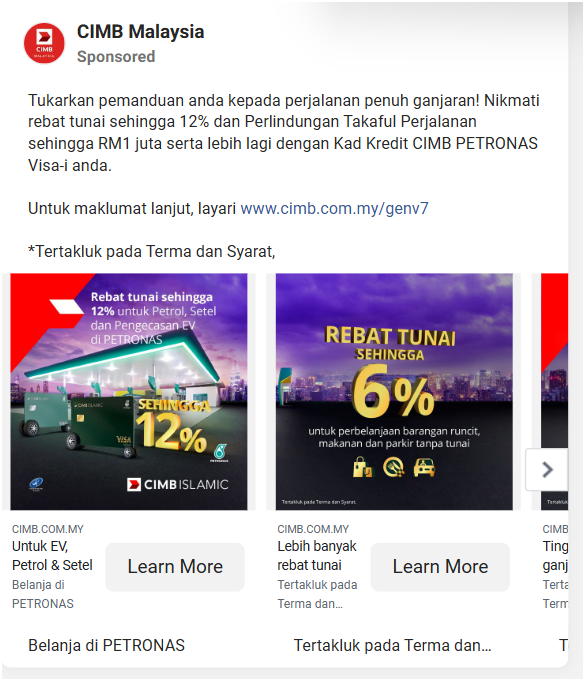 CIMB Malaysia
Sponsored
Tukarkan pemanduan anda kepada perjalanan penuh ganjaran! Nikmati
rebat tunai sehingga 12% dan Perlindungan Takaful Perjalanan
sehingga RM1 juta serta lebih lagi dengan Kad Kredit CIMB PETRONAS
Visa-i anda.
Untuk maklumat lanjut, layari www.cimb.com.my/genv7
*Tertakluk pada Terma dan Syarat,
Rebat tunai sehingga
12% untuk Petrol, Setel
dan Pengecasan EV
di PETRONAS
CIMB ISLAMIC
VISA
SEHINGGA
12%
PETRONAS
CIMB ISLAMIC
REBAT TUNAI
SEHINGGA
6%
untuk perbelanjaan barangan runcit,
makanan dan parkir tanpa tunai
Tertakluk pada Terma dan Syarat.
CIMB.COM.MY
Untuk EV,
Petrol & Setel
Belanja di
PETRONAS
Learn More
CIMB.COM.MY
Lebih banyak
rebat tunai
Tertakluk pada
Terma dan...
Learn More
CIMB
Ting
ganj
Terta
Term
Belanja di PETRONAS
Tertakluk pada Terma dan...